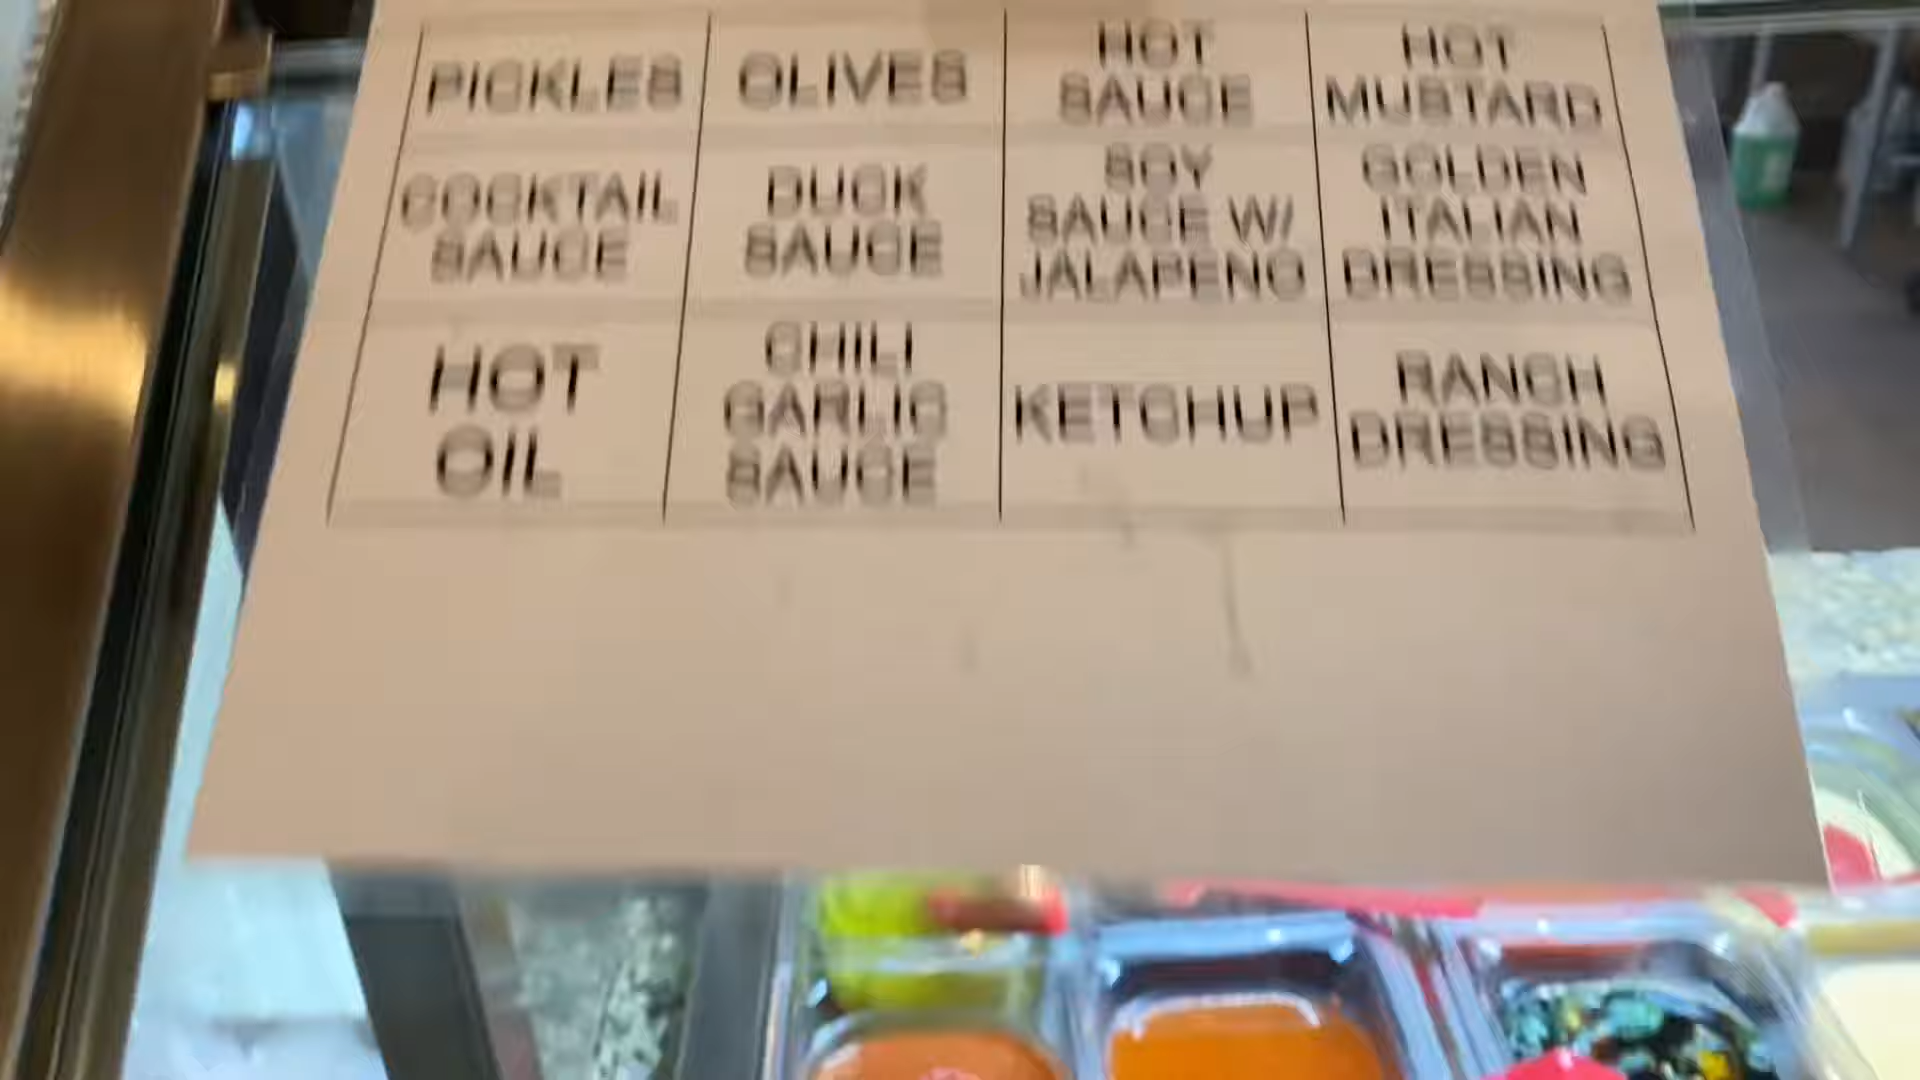 PICKLES
OLIVES
HOT
SAUCE
HOT
MUSTARD
COCKTAIL
SAUCE
DUCK
SAUCE
SOY
SAUCE W/
JALAPENO
GOLDEN
ITALIAN
DRESSING
HOT
OIL
CHILI
GARLIC
SAUCE
KETCHUP
RANCH
DRESSING